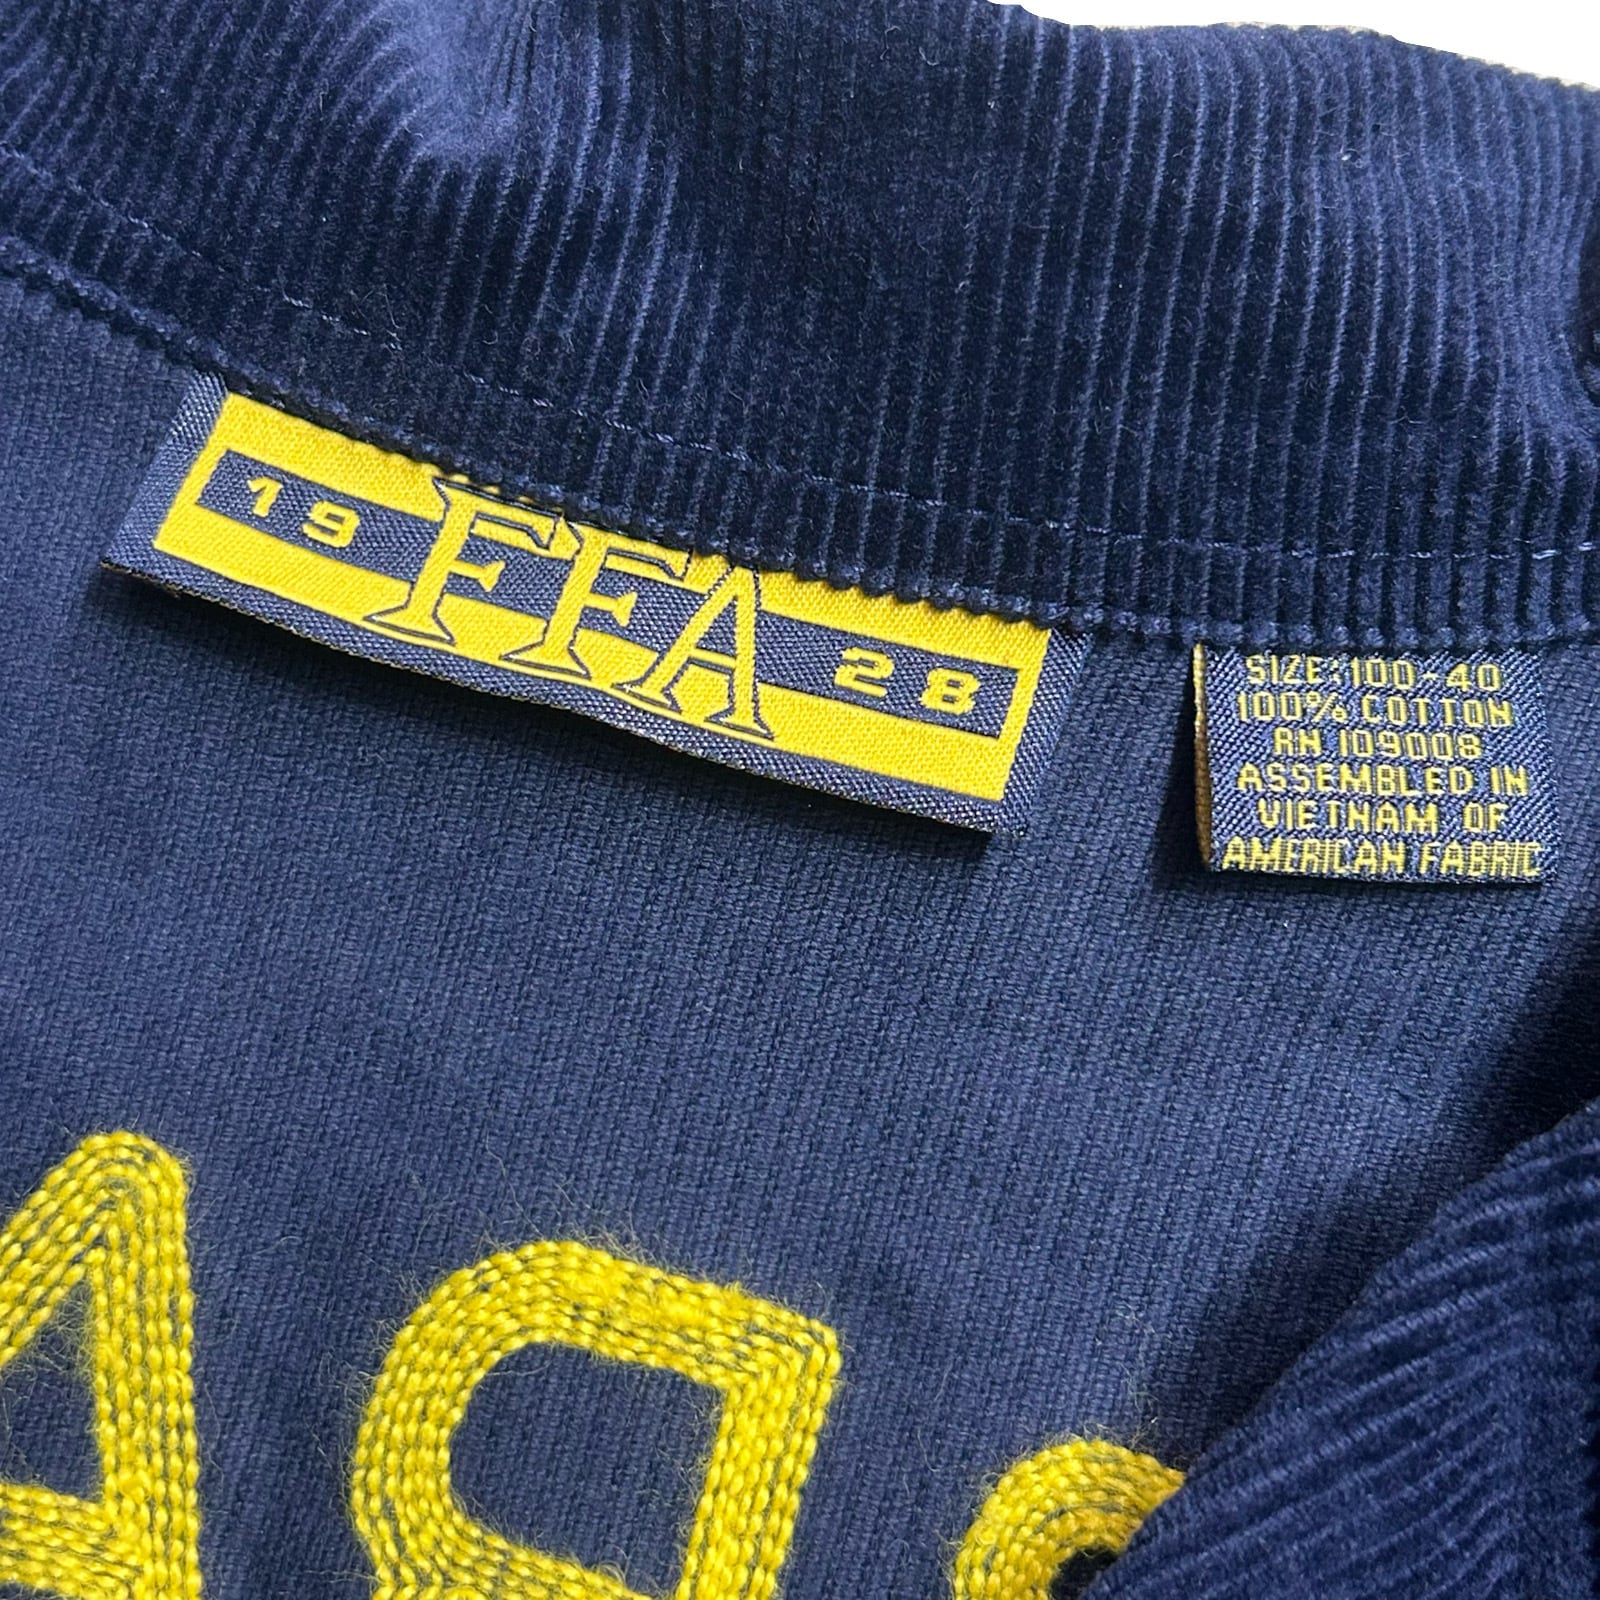 19 FFA 28
SIZE:100-40
100% COTTON
RN 109008
ASSEMBLED IN
VIETNAM OF
AMERICAN FABRIC